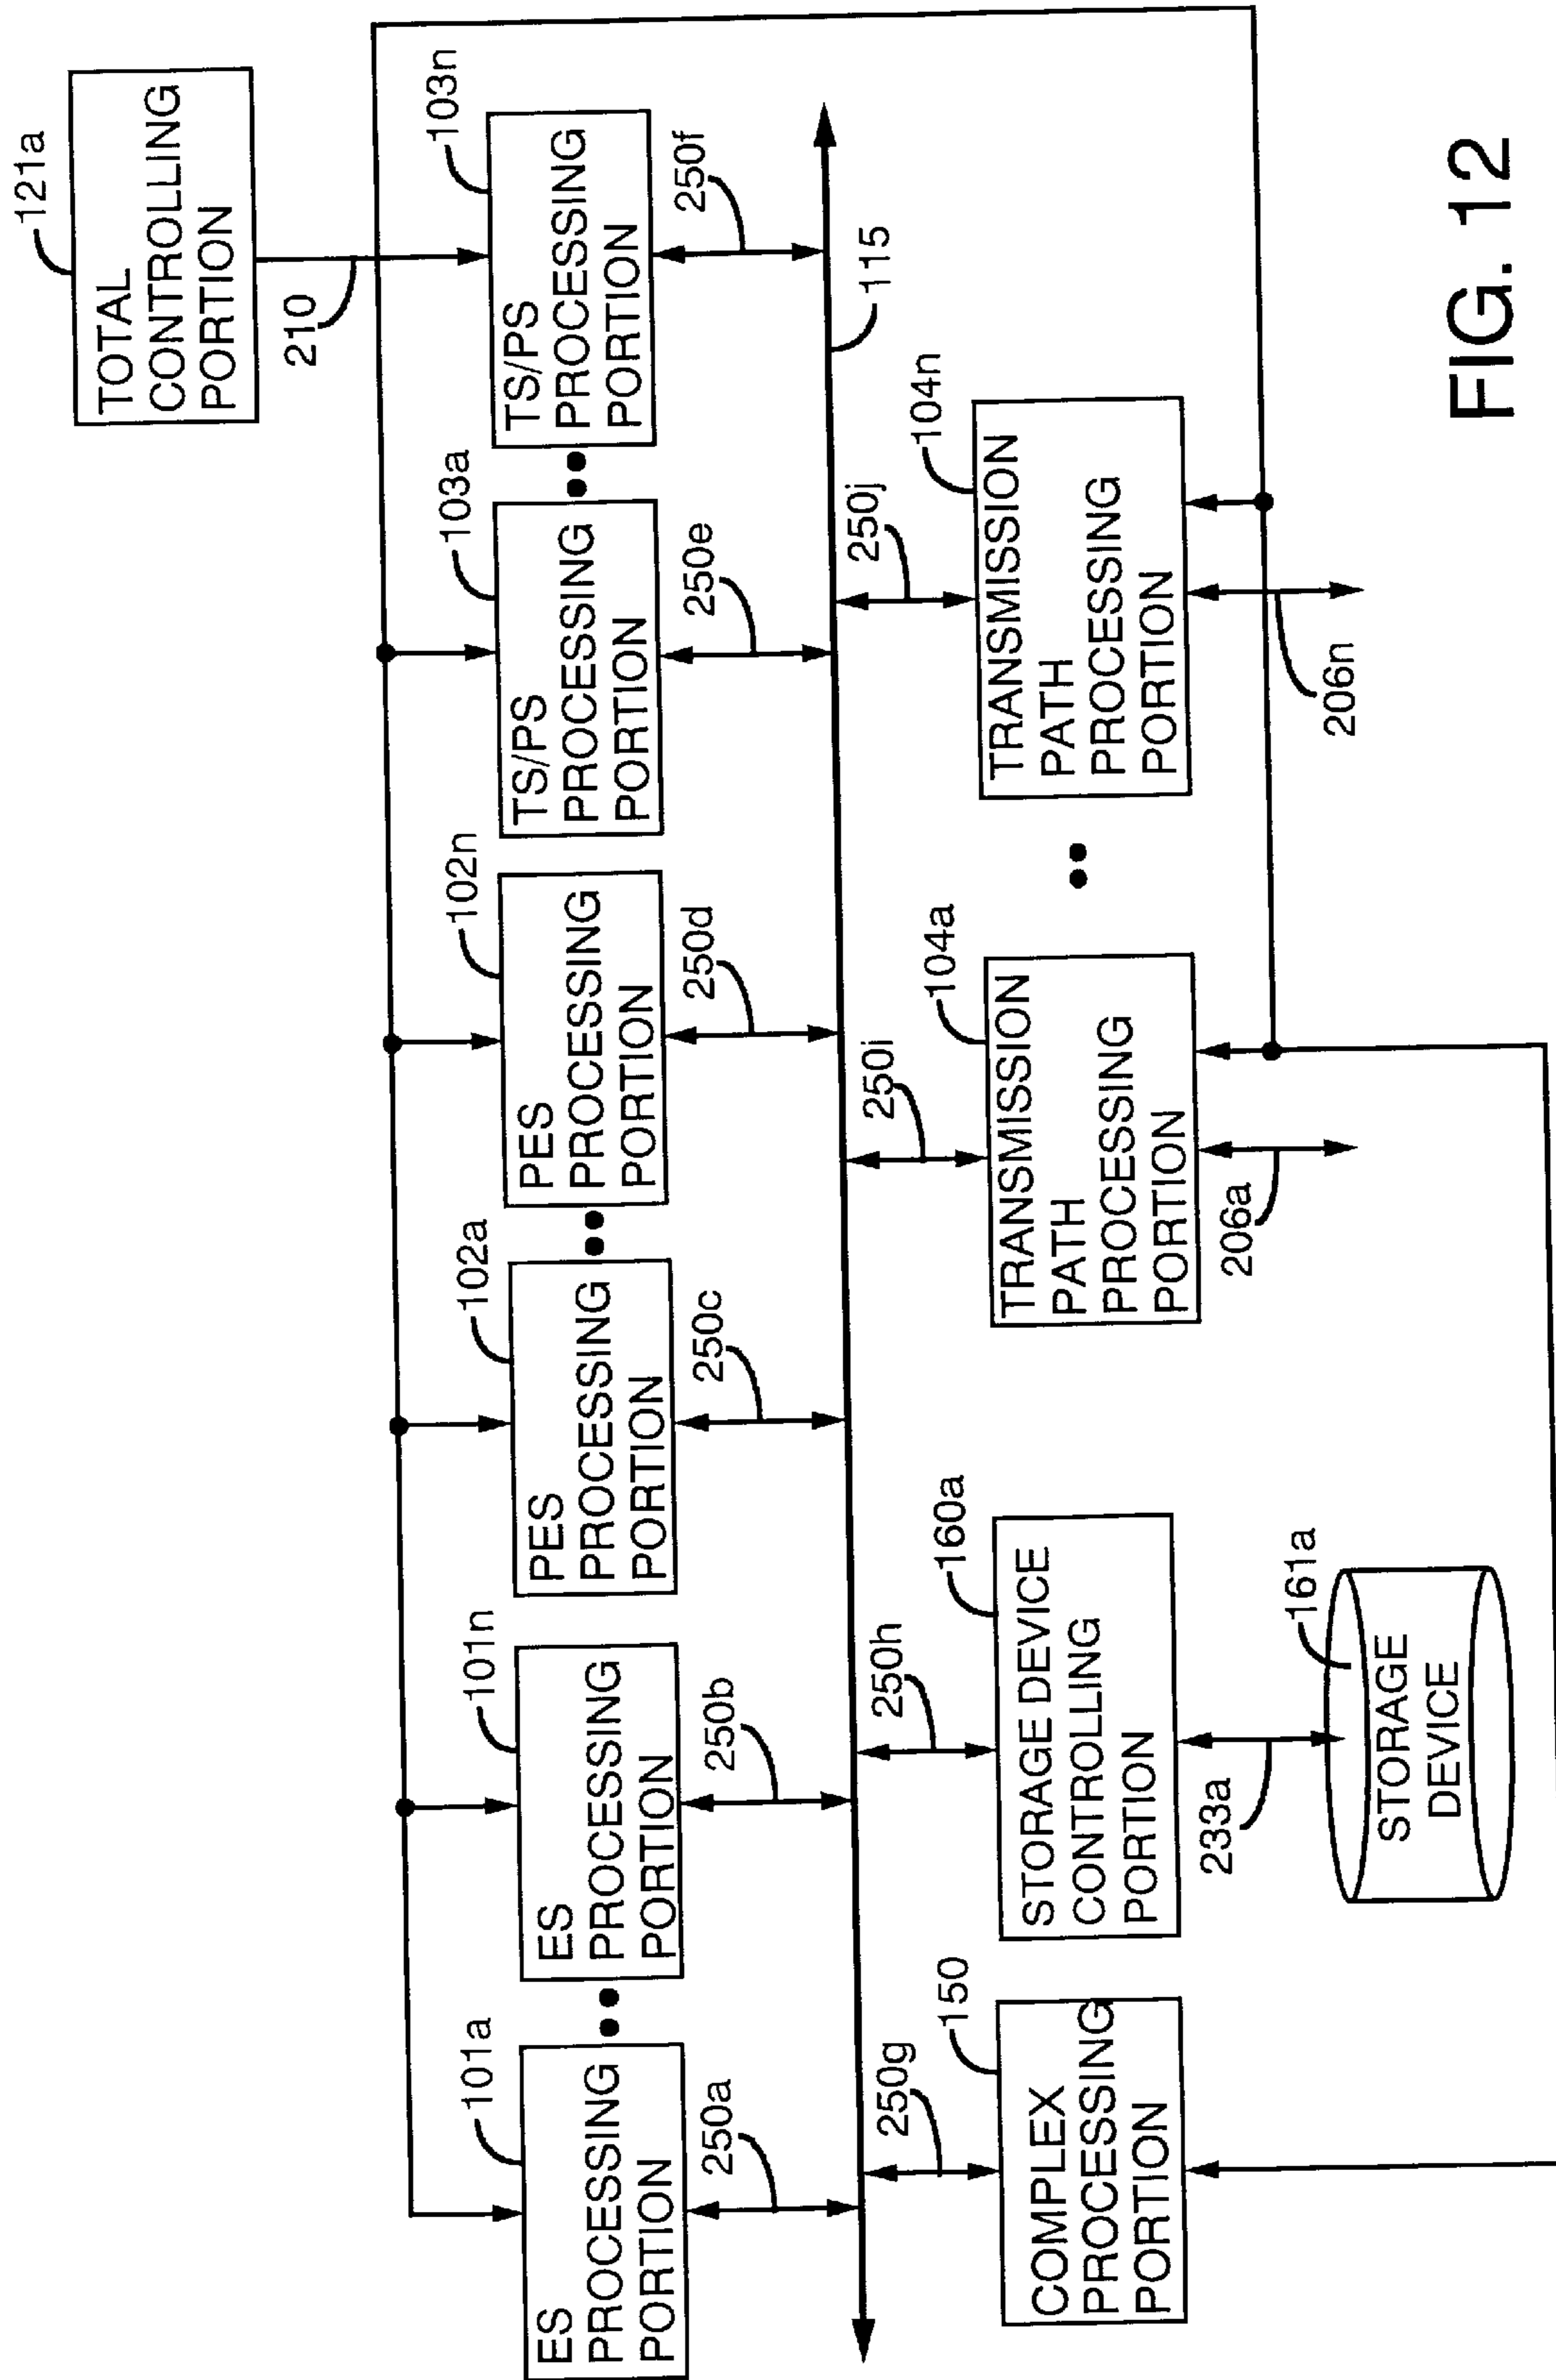 121a
TOTAL
CONTROLLING
PORTION
210
101a
ES
PROCESSING
PORTION
250a
101n
ES
PROCESSING
PORTION
250b
102a
PES
PROCESSING
PORTION
250c
102n
PES
PROCESSING
PORTION
250d
103a
TS/PS
PROCESSING
PORTION
250e
103n
TS/PS
PROCESSING
PORTION
250f
115
250g
150
COMPLEX
PROCESSING
PORTION
250h
160a
STORAGE DEVICE
CONTROLLING
PORTION
233a
161a
STORAGE
DEVICE
250i
104a
TRANSMISSION
PATH
PROCESSING
PORTION
206a
250j
104n
TRANSMISSION
PATH
PROCESSING
PORTION
206n
FIG. 12